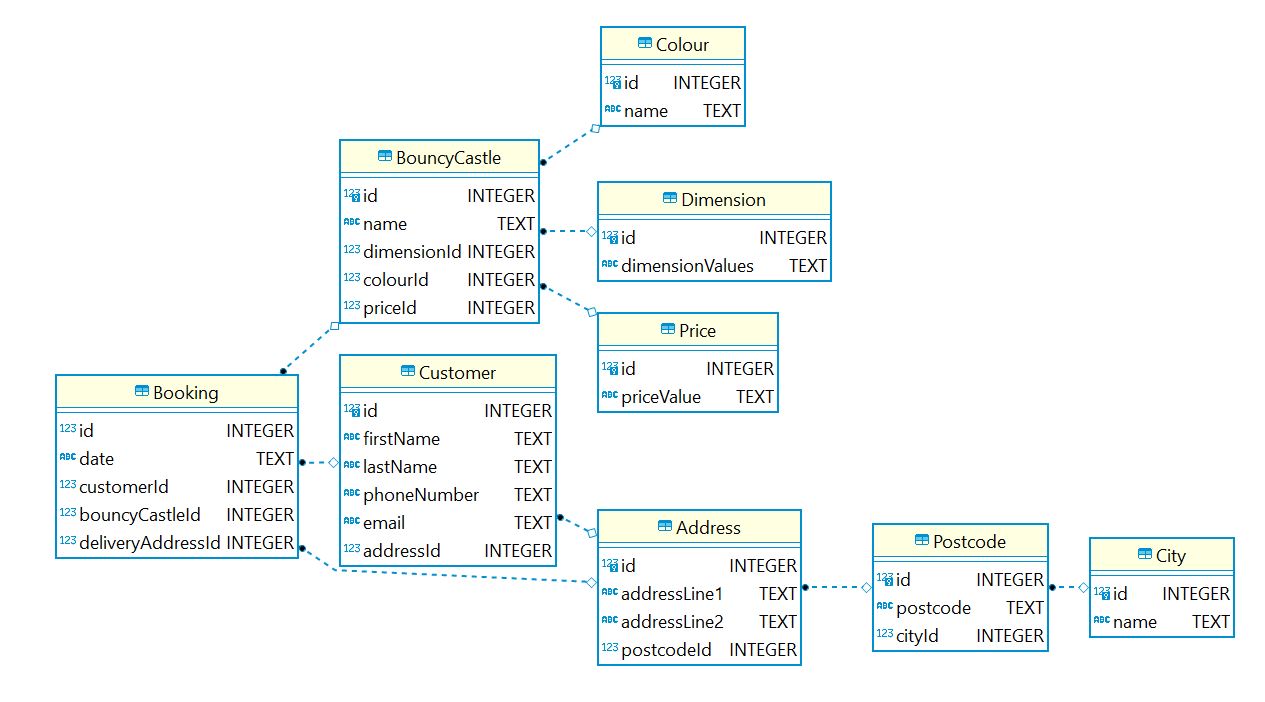 Colour
123 id INTEGER
ABC name TEXT
BouncyCastle
123 id INTEGER
ABC name TEXT
123 dimensionId INTEGER
123 colourId INTEGER
123 priceId INTEGER
Dimension
123 id INTEGER
ABC dimensionValues TEXT
Price
123 id INTEGER
ABC priceValue TEXT
Booking
123 id INTEGER
ABC date TEXT
123 customerId INTEGER
123 bouncyCastleId INTEGER
123 deliveryAddressId INTEGER
Customer
123 id INTEGER
ABC firstName TEXT
ABC lastName TEXT
ABC phoneNumber TEXT
ABC email TEXT
123 addressId INTEGER
Address
123 id INTEGER
ABC addressLine1 TEXT
ABC addressLine2 TEXT
123 postcodeId INTEGER
Postcode
123 id INTEGER
ABC postcode TEXT
123 cityId INTEGER
City
123 id INTEGER
ABC name TEXT